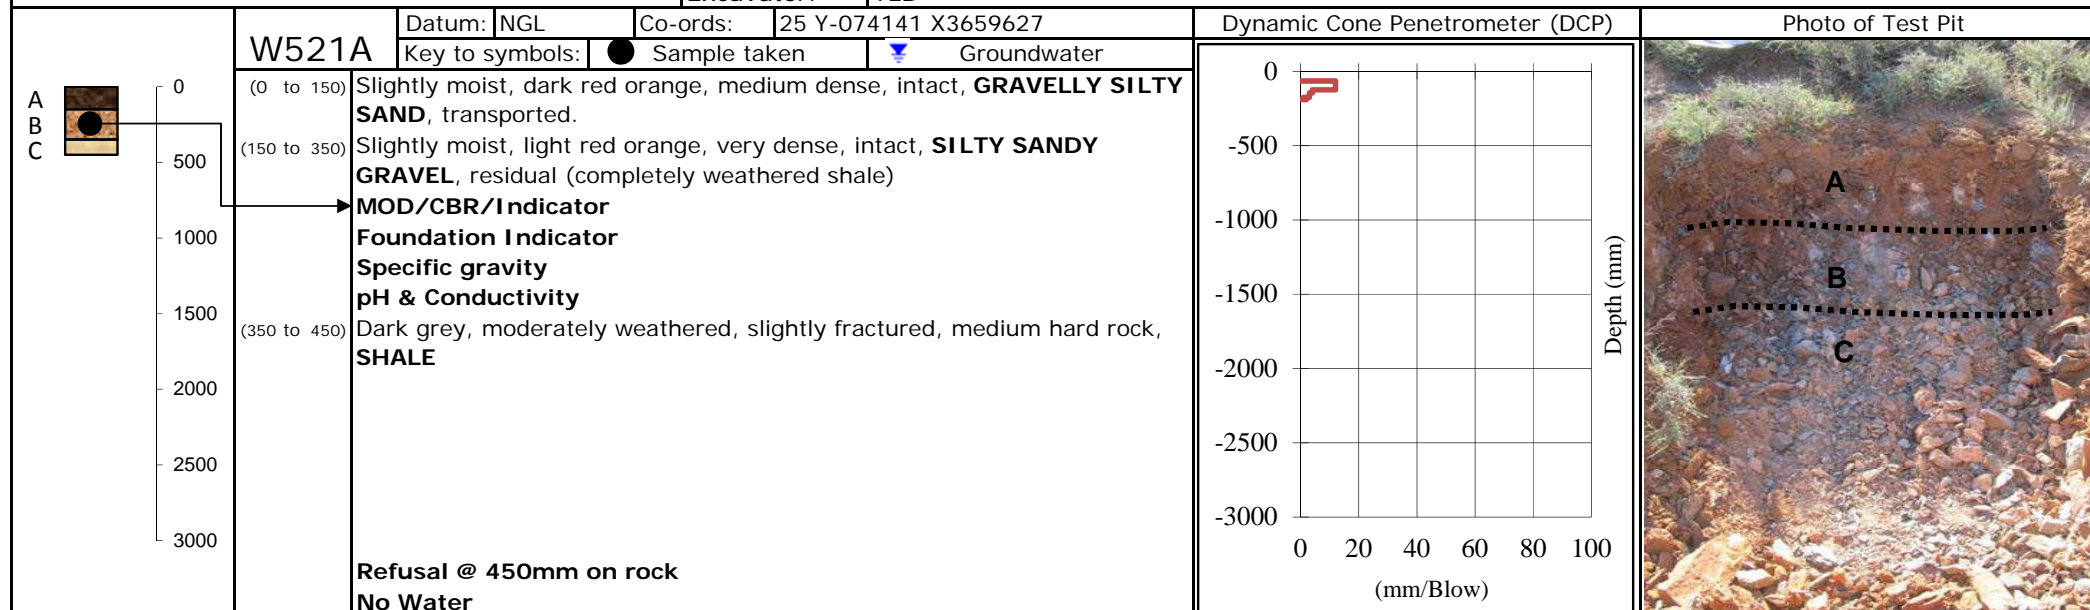 W521A
Datum: NGL Co-ords: 25 Y-074141 X3659627
Key to symbols: Sample taken Groundwater
Dynamic Cone Penetrometer (DCP)
Photo of Test Pit
A
B
C
0
500
1000
1500
2000
2500
3000
(0 to 150) Slightly moist, dark red orange, medium dense, intact, GRAVELLY SILTY
SAND, transported.
(150 to 350) Slightly moist, light red orange, very dense, intact, SILTY SANDY
GRAVEL, residual (completely weathered shale)
MOD/CBR/Indicator
Foundation Indicator
Specific gravity
pH & Conductivity
(350 to 450) Dark grey, moderately weathered, slightly fractured, medium hard rock,
SHALE
Refusal @ 450mm on rock
No Water
0
-500
-1000
-1500
-2000
-2500
-3000
0 20 40 60 80 100
(mm/Blow)
Depth (mm)
A
B
C